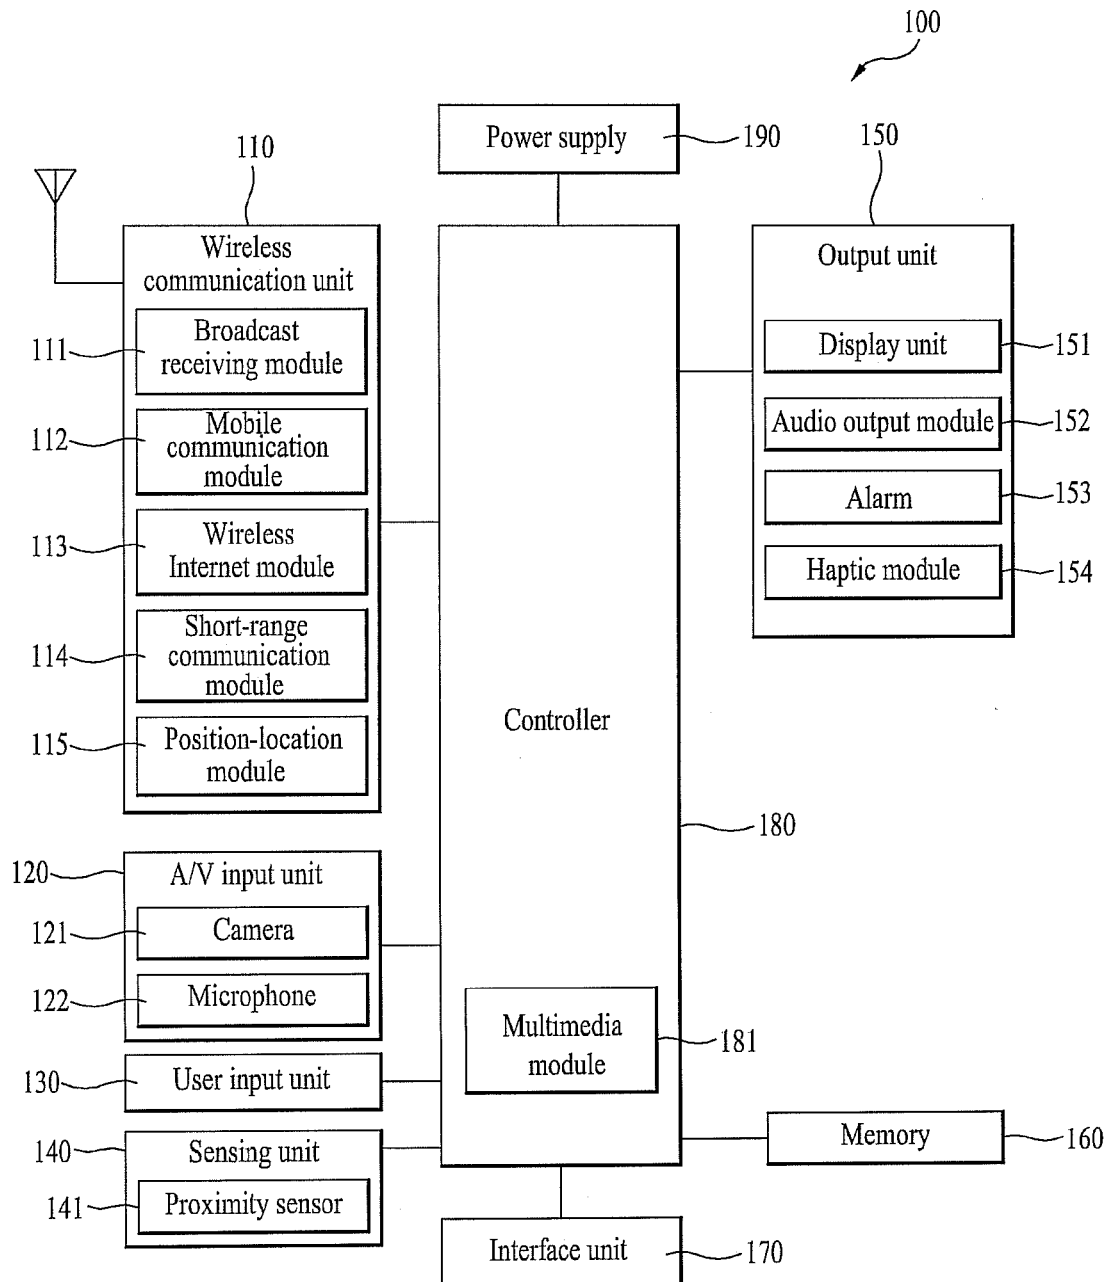 100
Power supply
190
110
150
Wireless
communication unit
Output unit
Broadcast
receiving module
111
Display unit
151
Mobile
communication
module
112
Audio output module
152
Alarm
153
Wireless
Internet module
113
Haptic module
154
Short-range
communication
module
114
Controller
Position-location
module
115
180
120
A/V input unit
121
Camera
122
Microphone
Multimedia
module
181
130
User input unit
Memory
160
140
Sensing unit
141
Proximity sensor
Interface unit
170